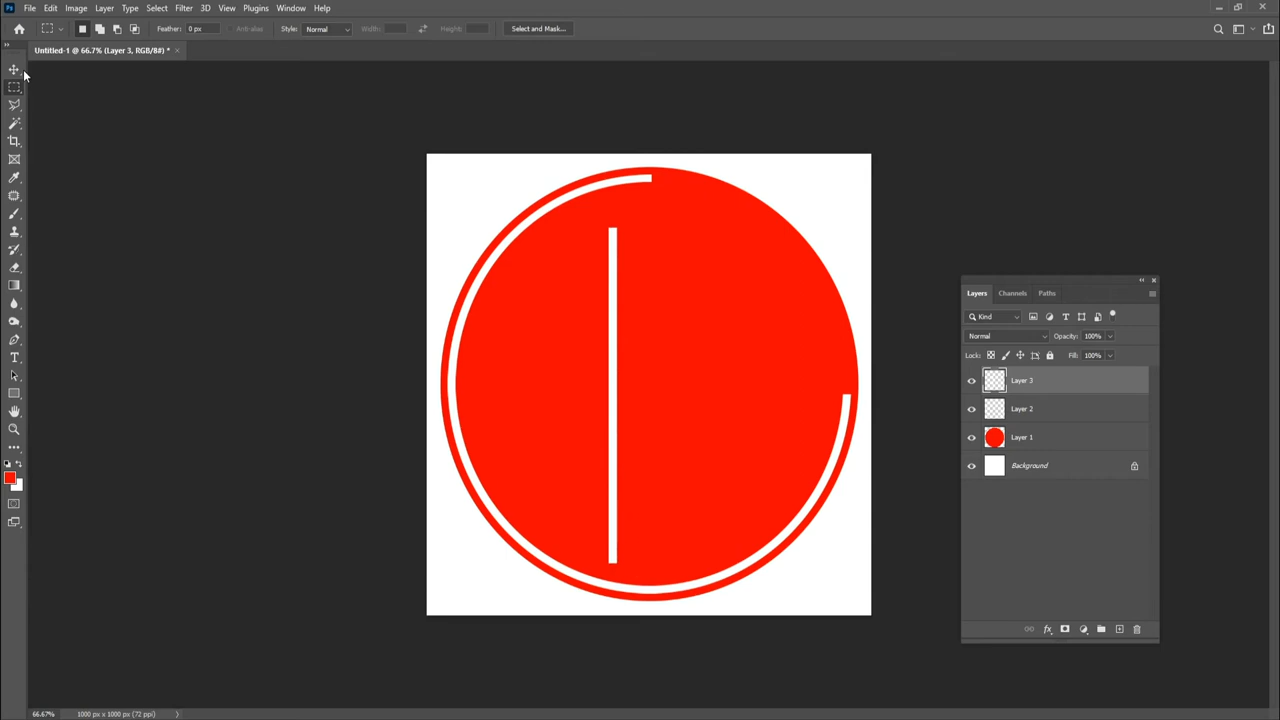 File Edit Image Layer Type Select Filter 3D View Plugins Window Help
Feather: 0 px Anti-alias Style: Normal Width: Height: Select and Mask...
Untitled-1 @ 66.7% (Layer 3, RGB/8#) * ×
Layers Channels Paths
Kind
Normal Opacity: 100%
Lock: Fill: 100%
Layer 3
Layer 2
Layer 1
Background
66.67% 1000 px x 1000 px (72 ppi)